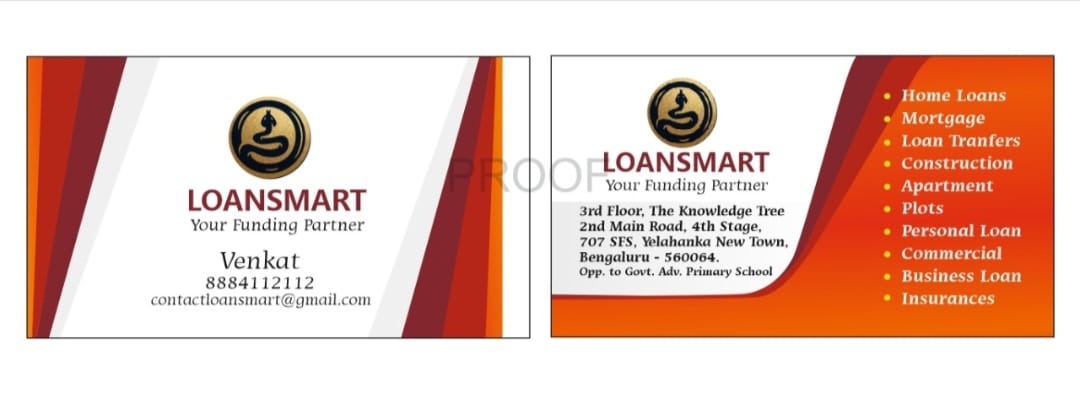 LOANSMART
Your Funding Partner
Venkat
8884112112
contactloansmart@gmail.com
PROOF
LOANSMART
Your Funding Partner
3rd Floor, The Knowledge Tree
2nd Main Road, 4th Stage,
707 SFS, Yelahanka New Town,
Bengaluru - 560064.
Opp. to Govt. Adv. Primary School
• Home Loans
• Mortgage
• Loan Tranfers
• Construction
• Apartment
• Plots
• Personal Loan
• Commercial
• Business Loan
• Insurances